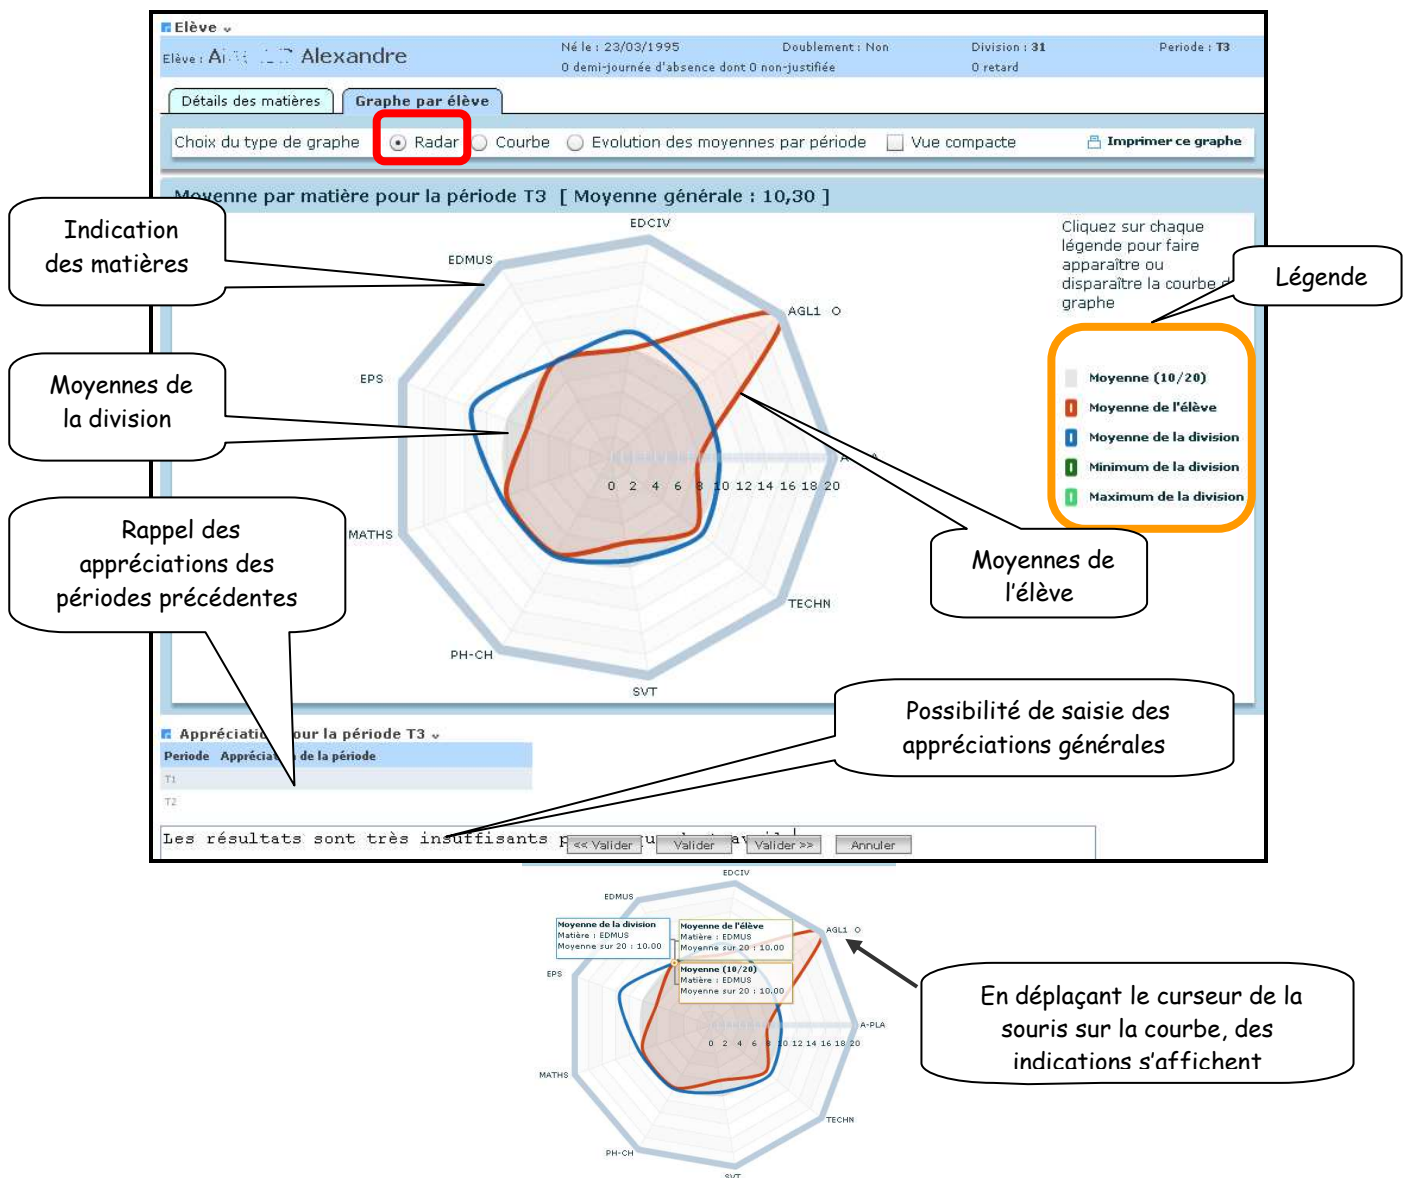 Elève
Elève : Alexandre
Né le : 23/03/1995
Doublement : Non
Division : 31
Periode : T3
0 demi-journée d'absence dont 0 non-justifiée
0 retard
Détails des matières
Graphe par élève
Choix du type de graphe
Radar
Courbe
Evolution des moyennes par période
Vue compacte
Imprimer ce graphe
Moyenne par matière pour la période T3 [ Moyenne générale : 10,30 ]
Indication
des matières
Moyennes de
la division
Rappel des
appréciations des
périodes précédentes
EDCIV
EDMUS
AGL1 O
EPS
A
A
0 2 4 6 8 10 12 14 16 18 20
MATHS
TECHN
PH-CH
SVT
Cliquez sur chaque
légende pour faire
apparaître ou
disparaître la courbe
graphe
Légende
Moyenne (10/20)
Moyenne de l'élève
Moyenne de la division
Minimum de la division
Maximum de la division
Moyennes de
l'élève
Possibilité de saisie des
appréciations générales
Appréciation pour la période T3
Periode Appréciation de la période
T1
T2
Les résultats sont très insuffisants
<< Valider
Valider
Valider >>
Annuler
EDCIV
EDMUS
AGL1 O
EPS
A-PLA
MATHS
TECHN
PH-CH
SVT
0 2 4 6 8 10 12 14 16 18 20
Moyenne de la division
Matière : EDMUS
Moyenne sur 20 : 10.00
Moyenne de l'élève
Matière : EDMUS
Moyenne sur 20 : 10.00
Moyenne (10/20)
Matière : EDMUS
Moyenne sur 20 : 10.00
En déplaçant le curseur de la
souris sur la courbe, des
indications s'affichent